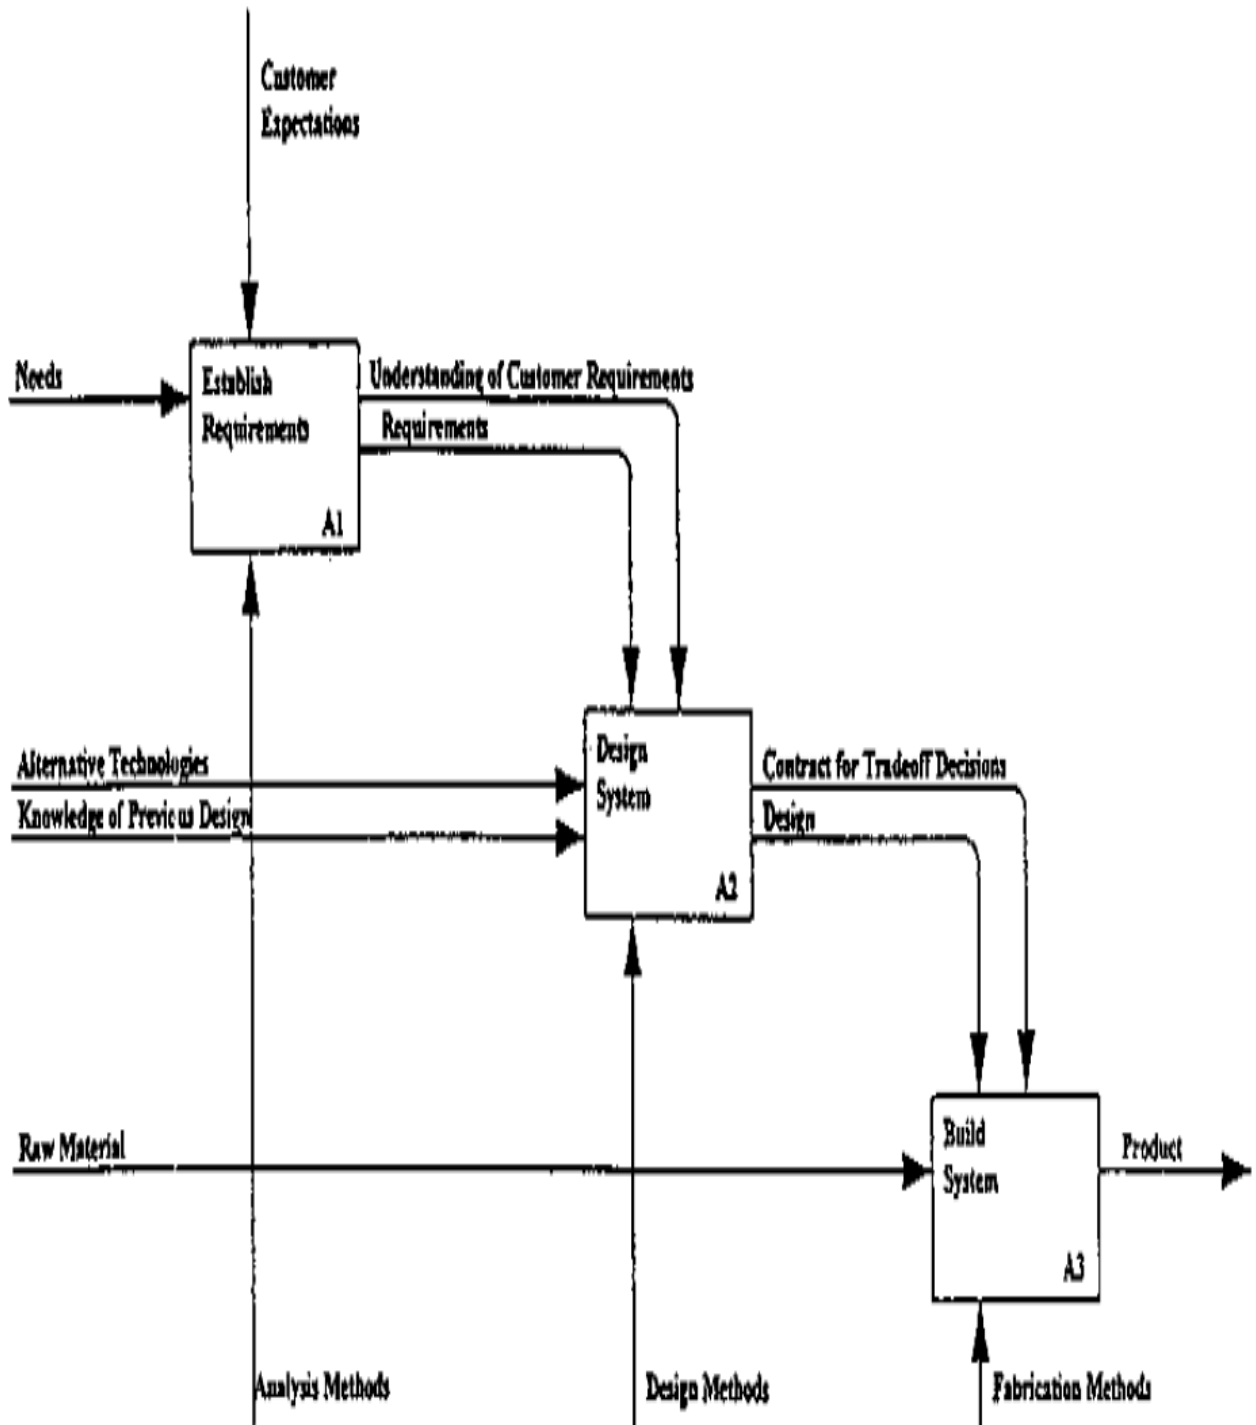 Customer
Expectations
Needs
Establish
Requirements
A1
Understanding of Customer Requirements
Requirements
Alternative Technologies
Knowledge of Previous Design
Design
System
A2
Contract for Tradeoff Decisions
Design
Raw Material
Build
System
A3
Product
Analysis Methods
Design Methods
Fabrication Methods